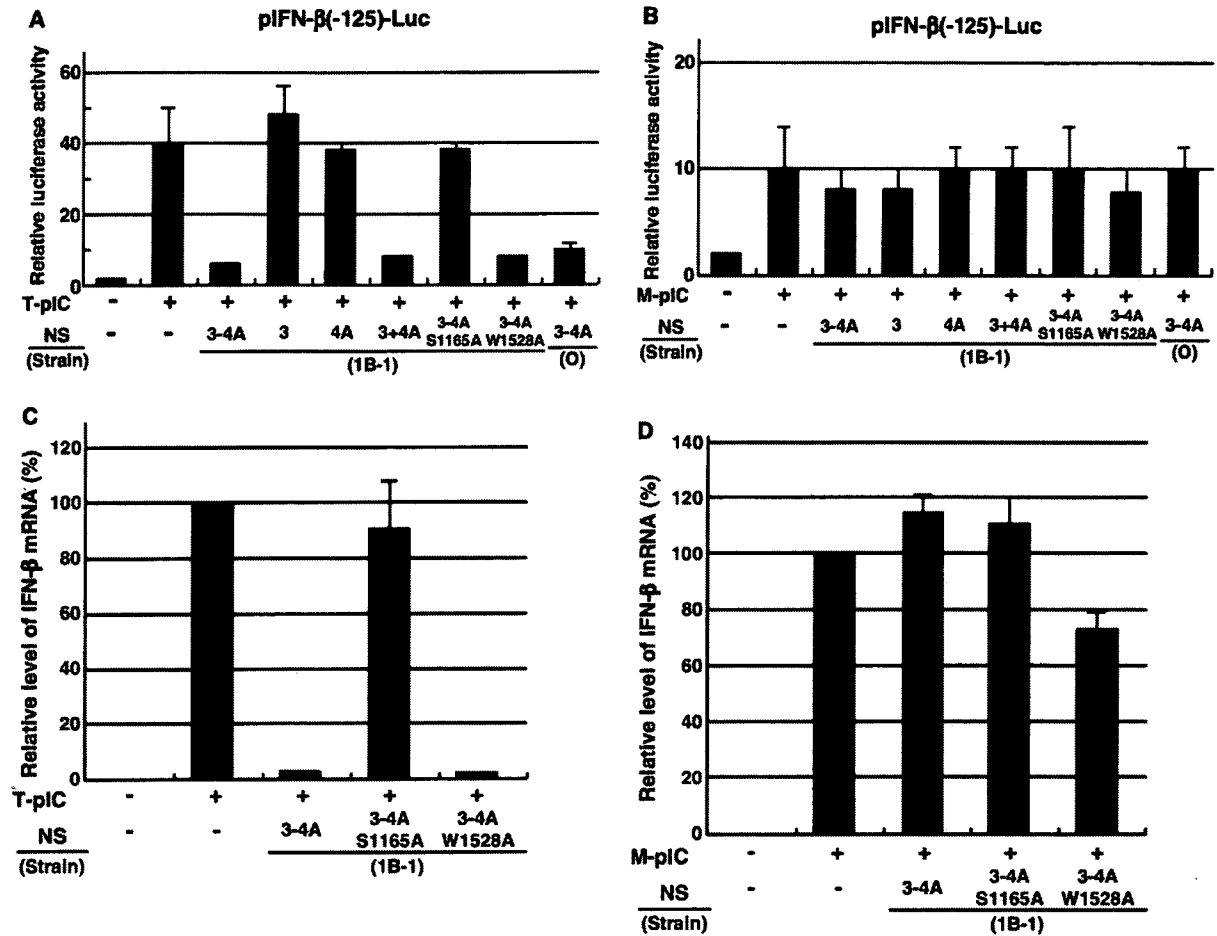 A
pIFN-β(-125)-Luc
Relative luciferase activity
60
40
20
0
T-pIC - + + + + + + + +
NS - - 3-4A 3 4A 3+4A 3-4A S1165A 3-4A W1528A 3-4A
(Strain) (1B-1) (O)
B
pIFN-β(-125)-Luc
Relative luciferase activity
20
10
0
M-pIC - + + + + + + + +
NS - - 3-4A 3 4A 3+4A 3-4A S1165A 3-4A W1528A 3-4A
(Strain) (1B-1) (O)
C
Relative level of IFN-β mRNA (%)
120
100
80
60
40
20
0
T-pIC - + + + +
NS - - 3-4A 3-4A S1165A 3-4A W1528A
(Strain) (1B-1)
D
Relative level of IFN-β mRNA (%)
140
120
100
80
60
40
20
0
M-pIC - + + + +
NS - - 3-4A 3-4A S1165A 3-4A W1528A
(Strain) (1B-1)